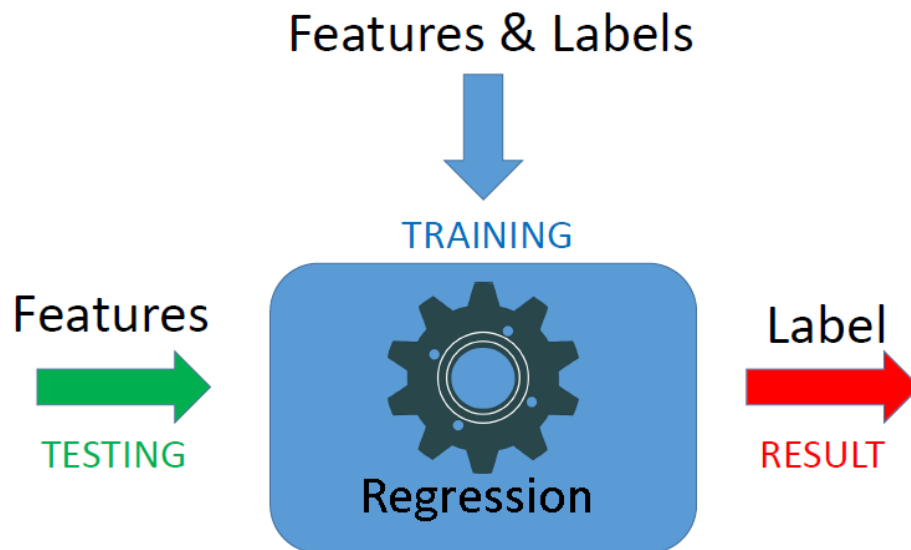 Features & Labels
TRAINING
Features
TESTING
Regression
Label
RESULT